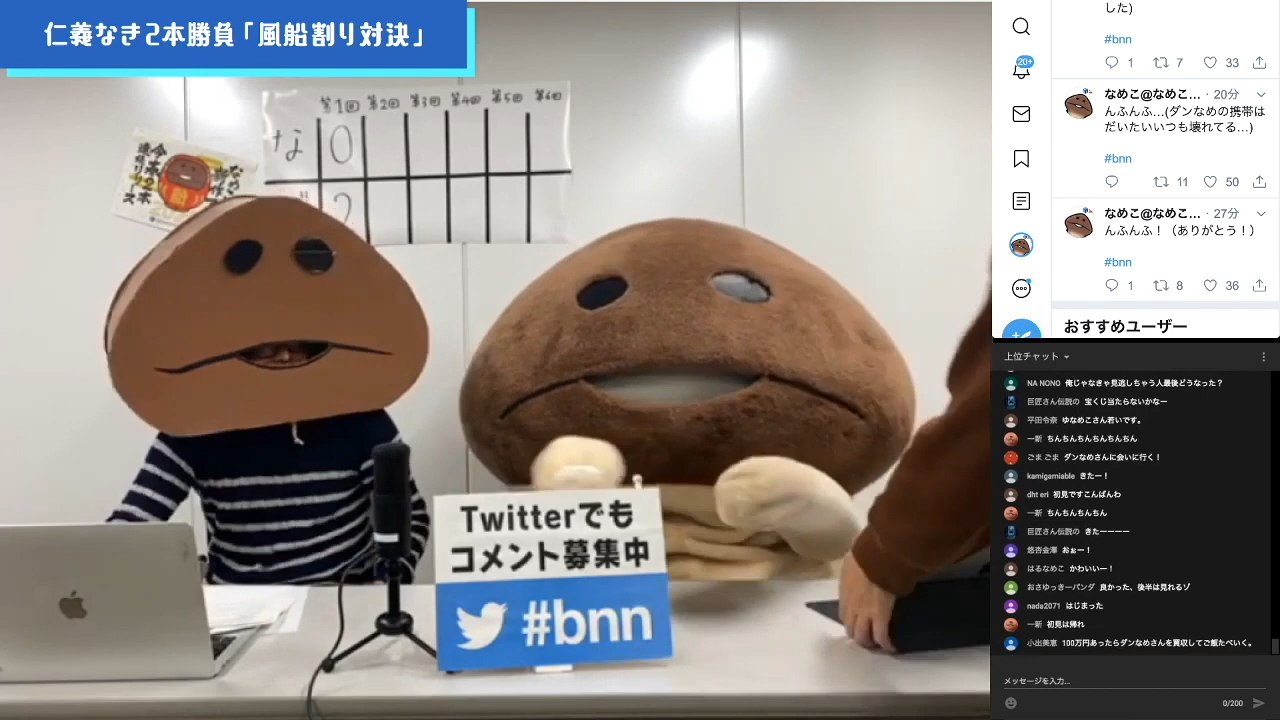 仁義なき2本勝負「風船割り対決」
第1回 第2回 第3回 第4回 第5回 第6回
な 0
2
Twitterでも
コメント募集中
#bnn
した)
#bnn
1 7 33
20+
なめこ@なめこ… · 20分
んふんふ…(ダンなめの携帯は
だいたいいつも壊れてる…)
#bnn
11 50
なめこ@なめこ… · 27分
んふんふ！（ありがとう！）
#bnn
1 8 36
おすすめユーザー
上位チャット
NA NONO 俺じゃなきゃ見逃しちゃう人最後どうなった？
巨匠さん伝説の 宝くじ当たらないかなー
平田令奈 ゆなめこさん若いです。
一新 ちんちんちんちんちんちん
ごま ごま ダンなめさんに会いに行く！
kamigamiable きたー！
dht eri 初見ですこんばんわ
一新 ちんちんちんちん
巨匠さん伝説の きたーーーー
悠杏金澤 おぉー！
はるなめこ かわいいー！
おさゆっきーパンダ 良かった、後半は見れるゾ
nada2071 はじまった
一新 初見は帰れ
小出美恵 100万円あったらダンなめさんを買収してご飯たべいく。
メッセージを入力...
0/200